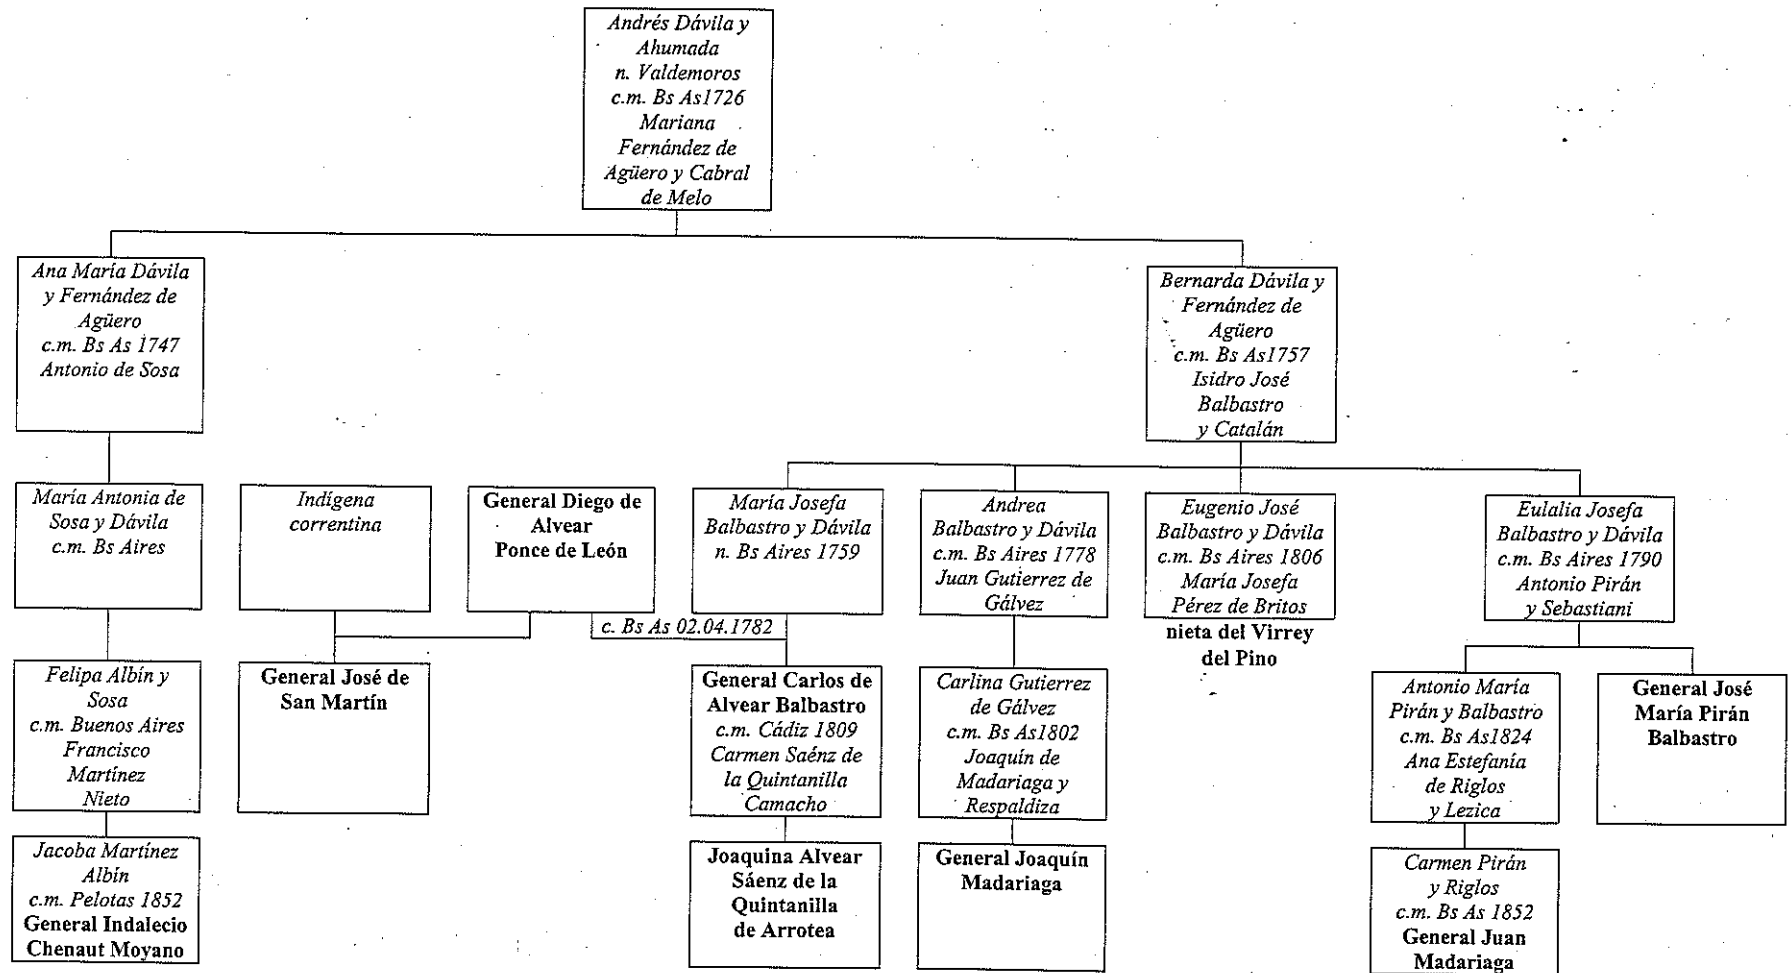 Andrés Dávila y
Ahumada
n. Valdemoros
c.m. Bs As1726
Mariana
Fernández de
Agüero y Cabral
de Melo
Ana María Dávila
y Fernández de
Agüero
c.m. Bs As 1747
Antonio de Sosa
Bernarda Dávila y
Fernández de
Agüero
c.m. Bs As1757
Isidro José
Balbastro
y Catalán
María Antonia de
Sosa y Dávila
c.m. Bs Aires
Indígena
correntina
General Diego de
Alvear
Ponce de León
María Josefa
Balbastro y Dávila
n. Bs Aires 1759
Andrea
Balbastro y Dávila
c.m. Bs Aires 1778
Juan Gutierrez de
Gálvez
Eugenio José
Balbastro y Dávila
c.m. Bs Aires 1806
María Josefa
Pérez de Britos
nieta del Virrey
del Pino
Eulalia Josefa
Balbastro y Dávila
c.m. Bs Aires 1790
Antonio Pirán
y Sebastiani
c. Bs As 02.04.1782
Felipa Albín y
Sosa
c.m. Buenos Aires
Francisco
Martínez
Nieto
General José de
San Martín
General Carlos de
Alvear Balbastro
c.m. Cádiz 1809
Carmen Saénz de
la Quintanilla
Camacho
Carlina Gutierrez
de Gálvez
c.m. Bs As1802
Joaquín de
Madariaga y
Respaldiza
Antonio María
Pirán y Balbastro
c.m. Bs As1824
Ana Estefanía
de Riglos
y Lezica
General José
María Pirán
Balbastro
Jacoba Martínez
Albín
c.m. Pelotas 1852
General Indalecio
Chenaut Moyano
Joaquina Alvear
Sáenz de la
Quintanilla
de Arrotea
General Joaquín
Madariaga
Carmen Pirán
y Riglos
c.m. Bs As 1852
General Juan
Madariaga